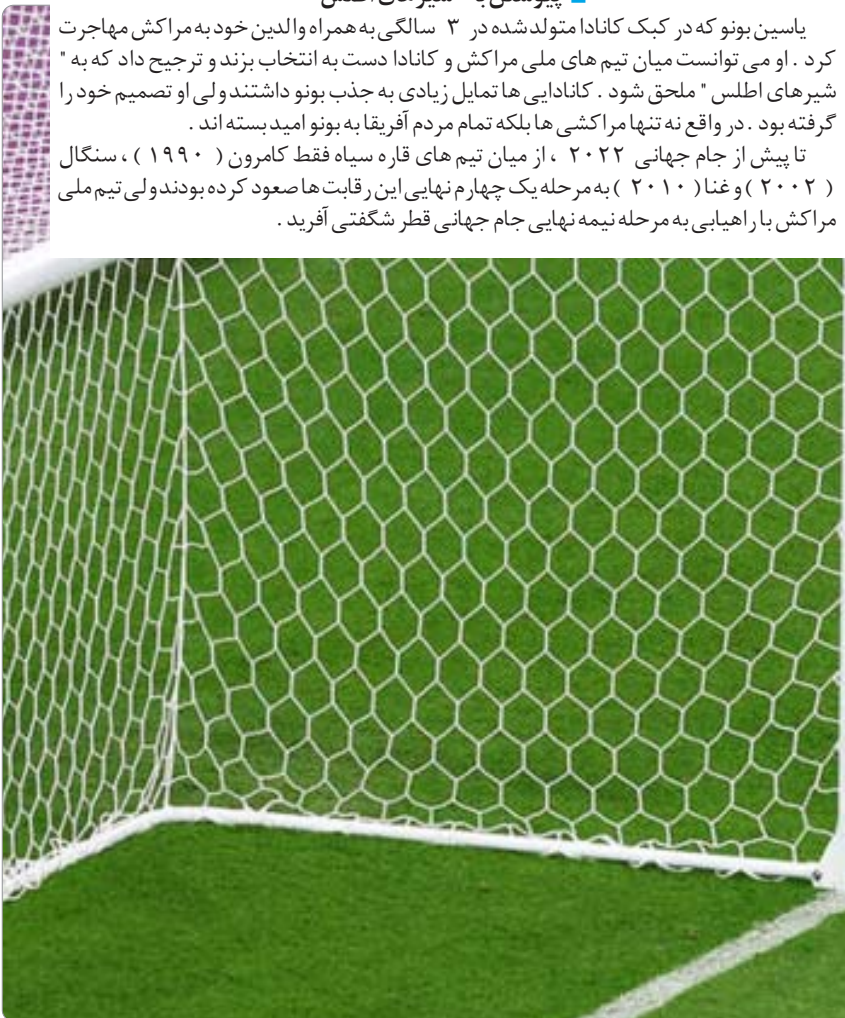 یاسین بونو که در کبک کانادا متولد شده در ۳ سالگی به همراه والدین خود به مراکش مهاجرت
کرد . او می توانست میان تیم های ملی مراکش و کانادا دست به انتخاب بزند و ترجیح داد که به "
شیرهای اطلس " ملحق شود . کانادایی ها تمایل زیادی به جذب بونو داشتند ولی او تصمیم خود را
گرفته بود . در واقع نه تنها مراکشی ها بلکه تمام مردم آفریقا به بونو امید بسته اند .
تا پیش از جام جهانی ۲۰۲۲ ، از میان تیم های قاره سیاه فقط کامرون ( ۱۹۹۰ ) ، سنگال
( ۲۰۰۲ ) و غنا ( ۲۰۱۰ ) به مرحله یک چهارم نهایی این رقابت ها صعود کرده بودند ولی تیم ملی
مراکش با راهیابی به مرحله نیمه نهایی جام جهانی قطر شگفتی آفرید .